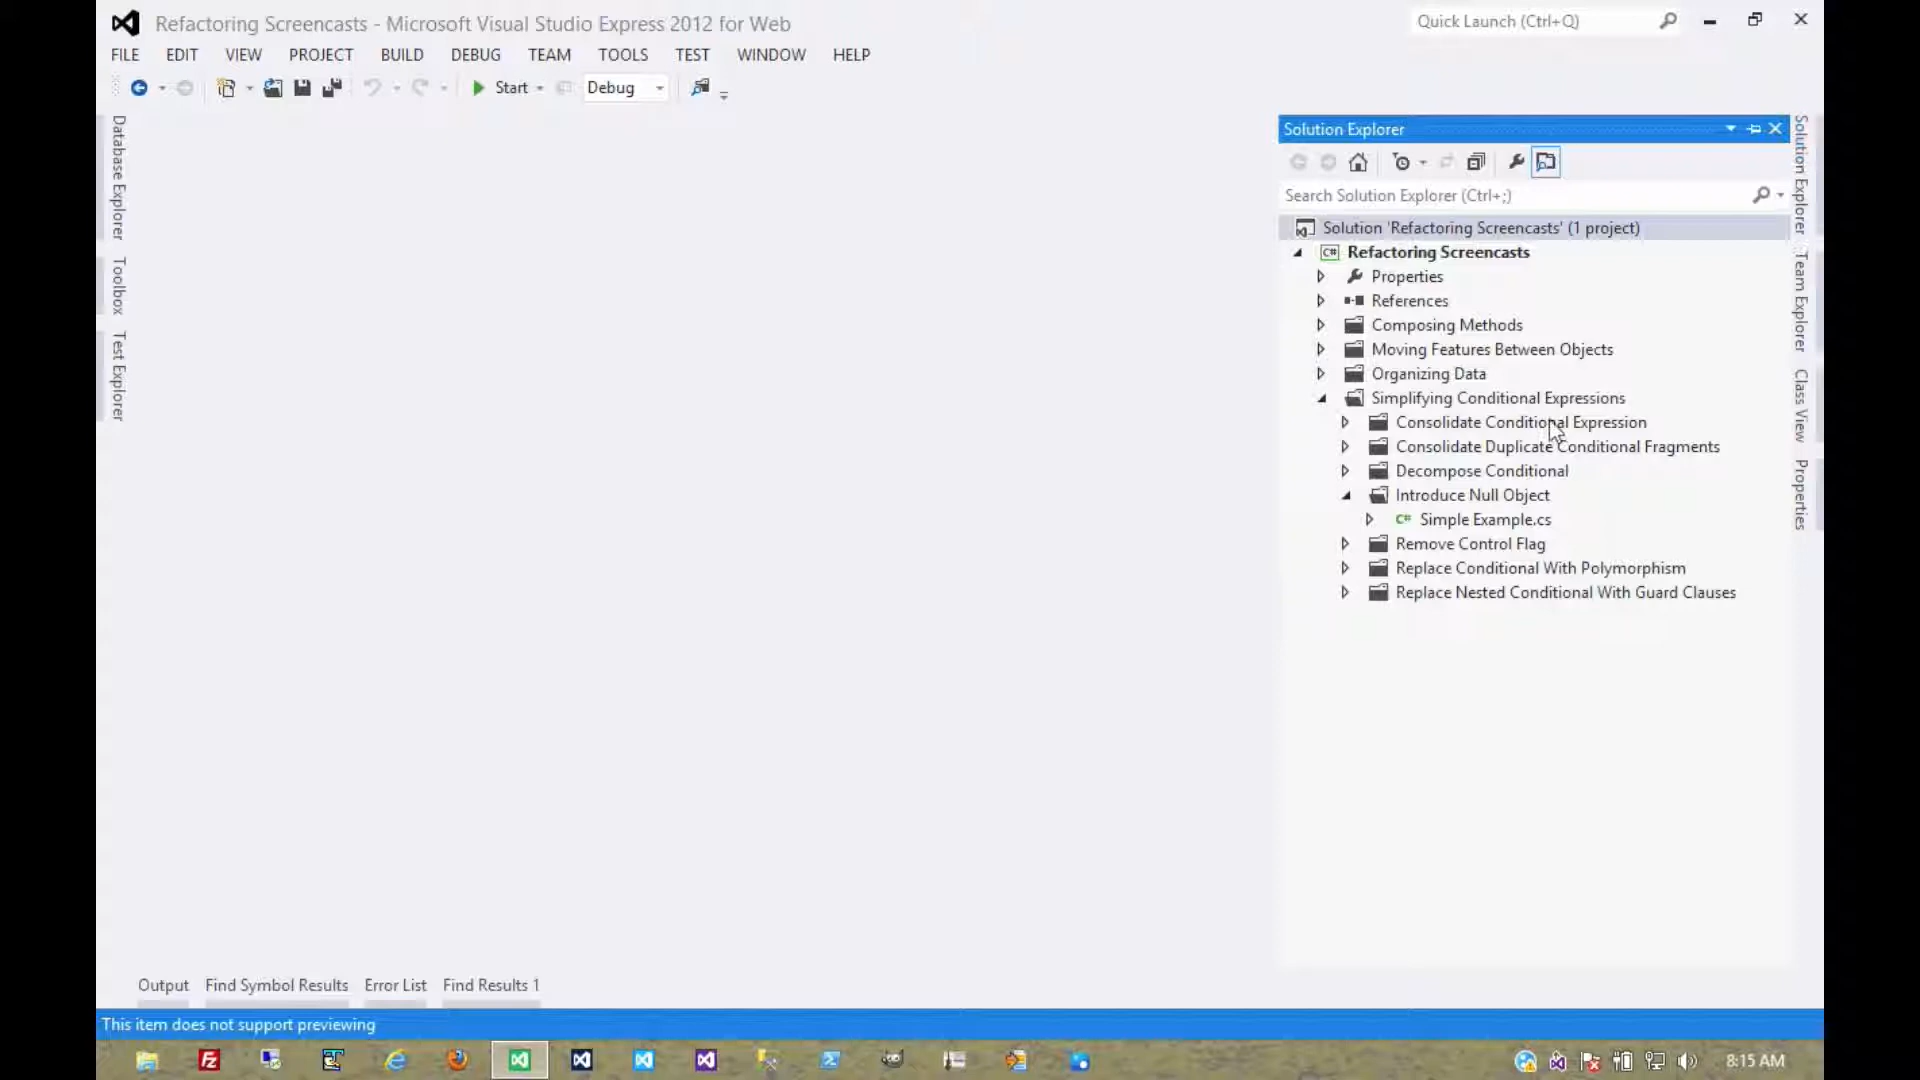 Refactoring Screencasts - Microsoft Visual Studio Express 2012 for Web
Quick Launch (Ctrl+Q)
FILE EDIT VIEW PROJECT BUILD DEBUG TEAM TOOLS TEST WINDOW HELP
Start Debug
Database Explorer
Toolbox
Test Explorer
Solution Explorer
Search Solution Explorer (Ctrl+;)
Solution 'Refactoring Screencasts' (1 project)
C# Refactoring Screencasts
Properties
References
Composing Methods
Moving Features Between Objects
Organizing Data
Simplifying Conditional Expressions
Consolidate Conditional Expression
Consolidate Duplicate Conditional Fragments
Decompose Conditional
Introduce Null Object
C# Simple Example.cs
Remove Control Flag
Replace Conditional With Polymorphism
Replace Nested Conditional With Guard Clauses
Solution Explorer
Team Explorer
Class View
Properties
Output Find Symbol Results Error List Find Results 1
This item does not support previewing
8:15 AM